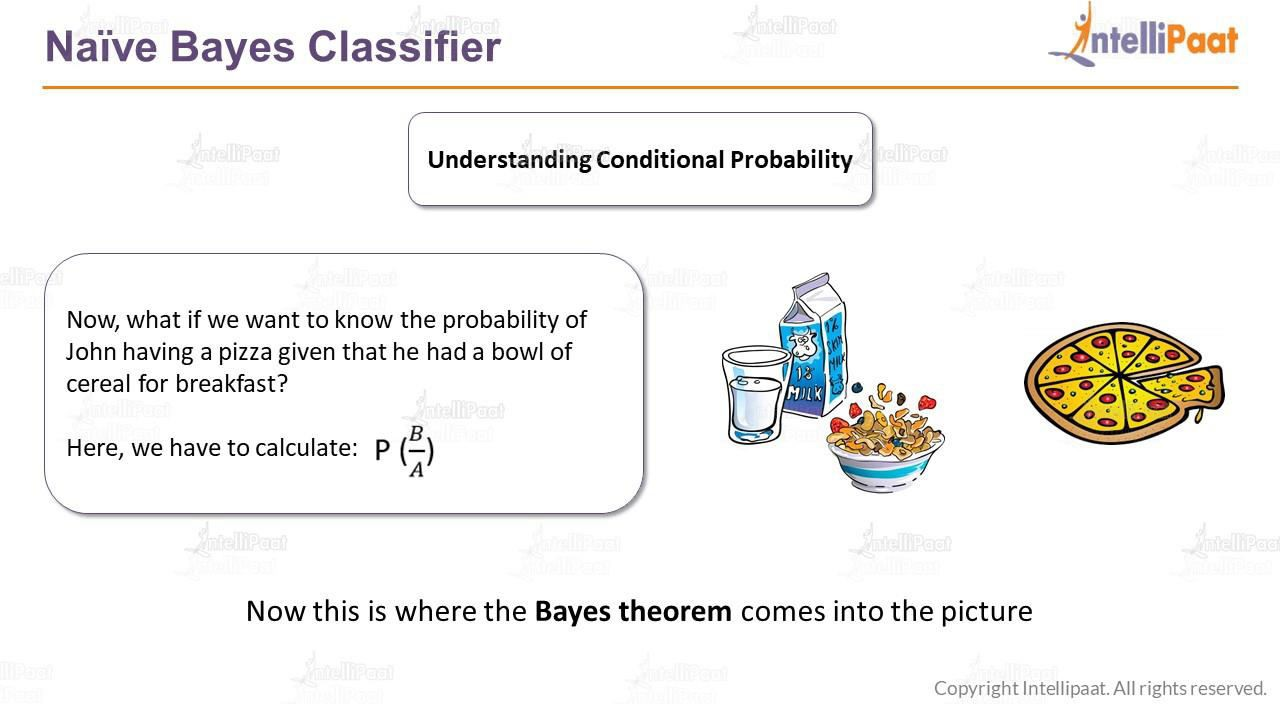 Naïve Bayes Classifier
IntelliPaat
Understanding Conditional Probability
Now, what if we want to know the probability of
John having a pizza given that he had a bowl of
cereal for breakfast?
Here, we have to calculate: P (B/A)
1% MILK
1% SKIM MILK
Now this is where the Bayes theorem comes into the picture
Copyright Intellipaat. All rights reserved.